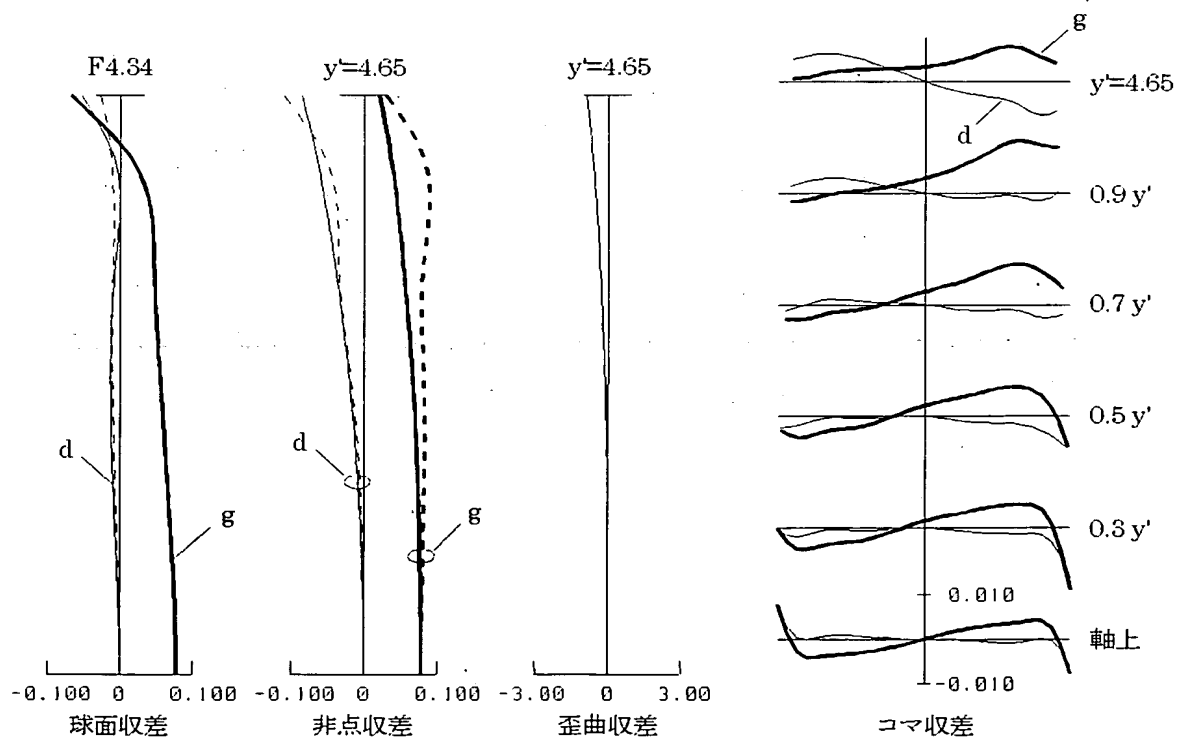 F4.34
d
g
-0.100 0 0.100
球面収差
y'=4.65
d
g
-0.100 0 0.100
非点収差
y'=4.65
-3.00 0 3.00
歪曲収差
g
y'=4.65
d
0.9 y'
0.7 y'
0.5 y'
0.3 y'
0.010
軸上
-0.010
コマ収差